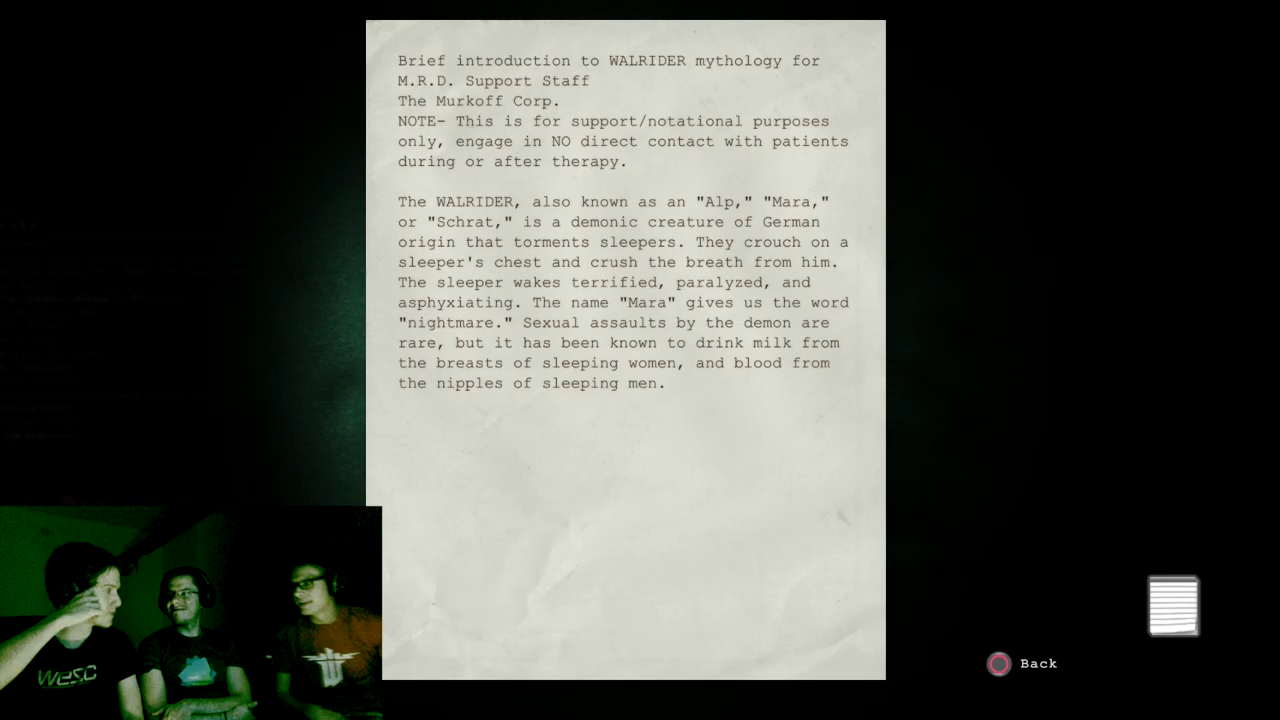 Brief introduction to WALRIDER mythology for
M.R.D. Support Staff
The Murkoff Corp.
NOTE- This is for support/notational purposes
only, engage in NO direct contact with patients
during or after therapy.
The WALRIDER, also known as an "Alp," "Mara,"
or "Schrat," is a demonic creature of German
origin that torments sleepers. They crouch on a
sleeper's chest and crush the breath from him.
The sleeper wakes terrified, paralyzed, and
asphyxiating. The name "Mara" gives us the word
"nightmare." Sexual assaults by the demon are
rare, but it has been known to drink milk from
the breasts of sleeping women, and blood from
the nipples of sleeping men.
WESC
Back